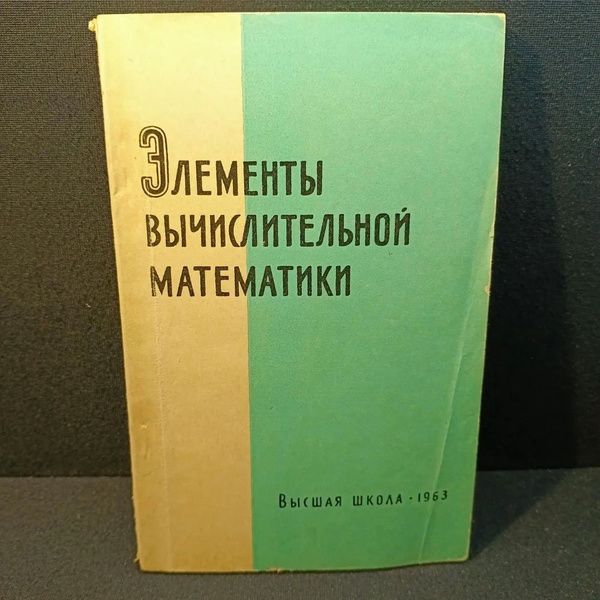 Элементы
вычислительной
математики
Высшая школа · 1963